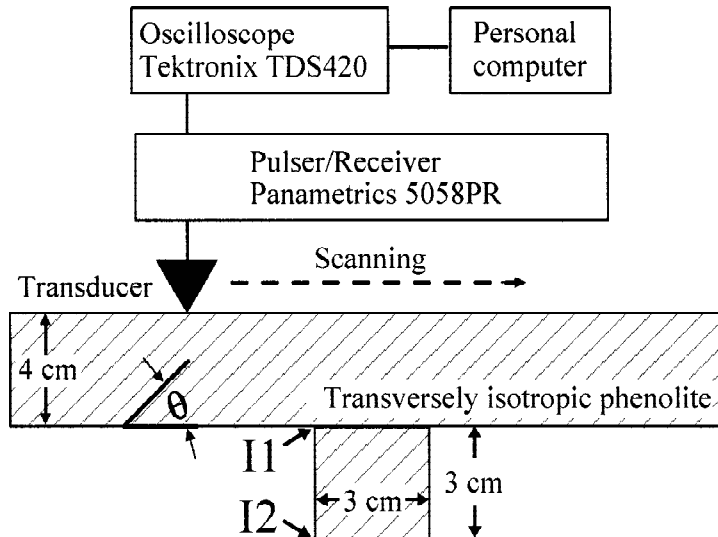 Oscilloscope
Tektronix TDS420
Personal
computer
Pulser/Receiver
Panametrics 5058PR
Scanning
Transducer
4 cm
θ
Transversely isotropic phenolite
I1
3 cm
3 cm
I2